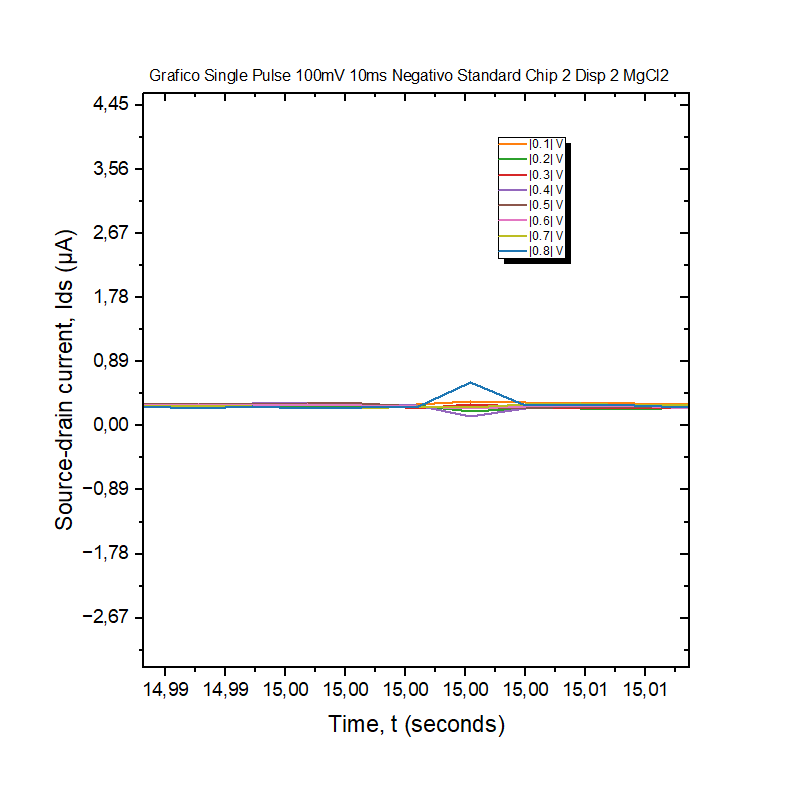 Grafico Single Pulse 100mV 10ms Negativo Standard Chip 2 Disp 2 MgCl2
4,45
3,56
2,67
1,78
0,89
0,00
−0,89
−1,78
−2,67
Source-drain current, Ids (µA)
|0.1| V
|0.2| V
|0.3| V
|0.4| V
|0.5| V
|0.6| V
|0.7| V
|0.8| V
14,99 14,99 15,00 15,00 15,00 15,00 15,00 15,01 15,01
Time, t (seconds)